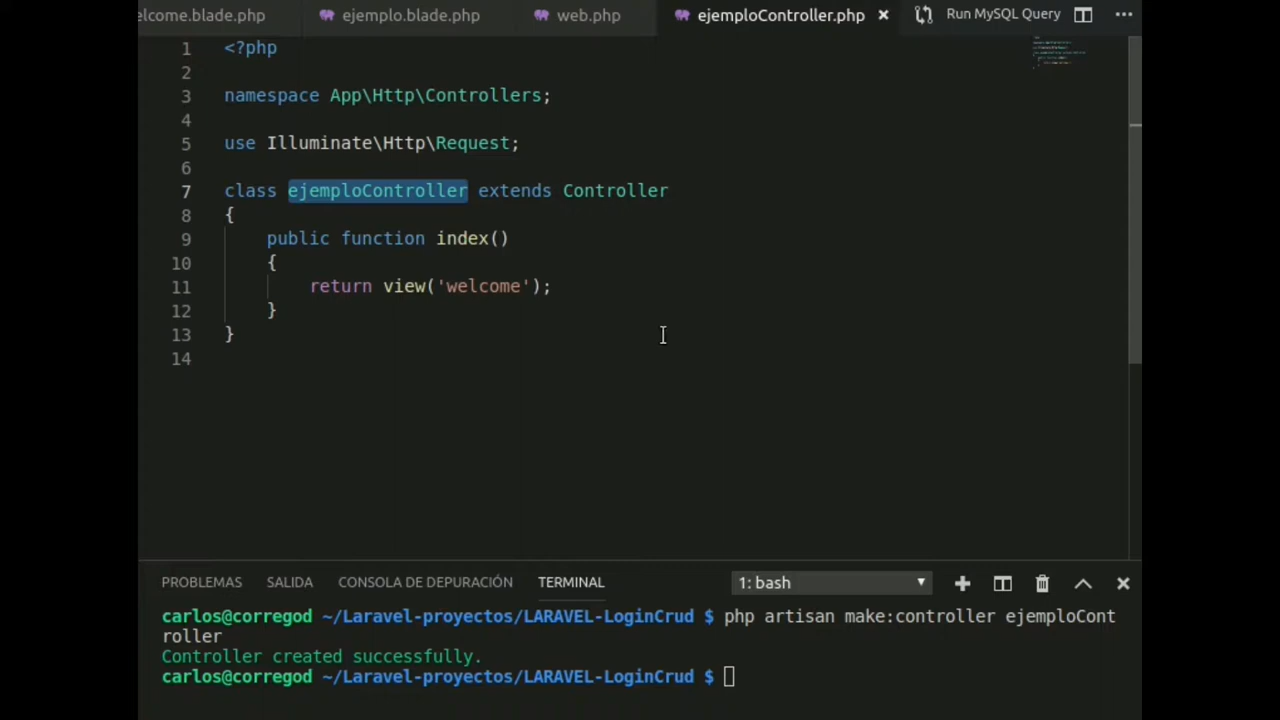 elcome.blade.php ejemplo.blade.php web.php ejemploController.php Run MySQL Query
1 <?php
2
3 namespace App\Http\Controllers;
4
5 use Illuminate\Http\Request;
6
7 class ejemploController extends Controller
8 {
9 public function index()
10 {
11 return view('welcome');
12 }
13 }
14
PROBLEMAS SALIDA CONSOLA DE DEPURACIÓN TERMINAL 1: bash
carlos@corregod ~/Laravel-proyectos/LARAVEL-LoginCrud $ php artisan make:controller ejemploCont
roller
Controller created successfully.
carlos@corregod ~/Laravel-proyectos/LARAVEL-LoginCrud $